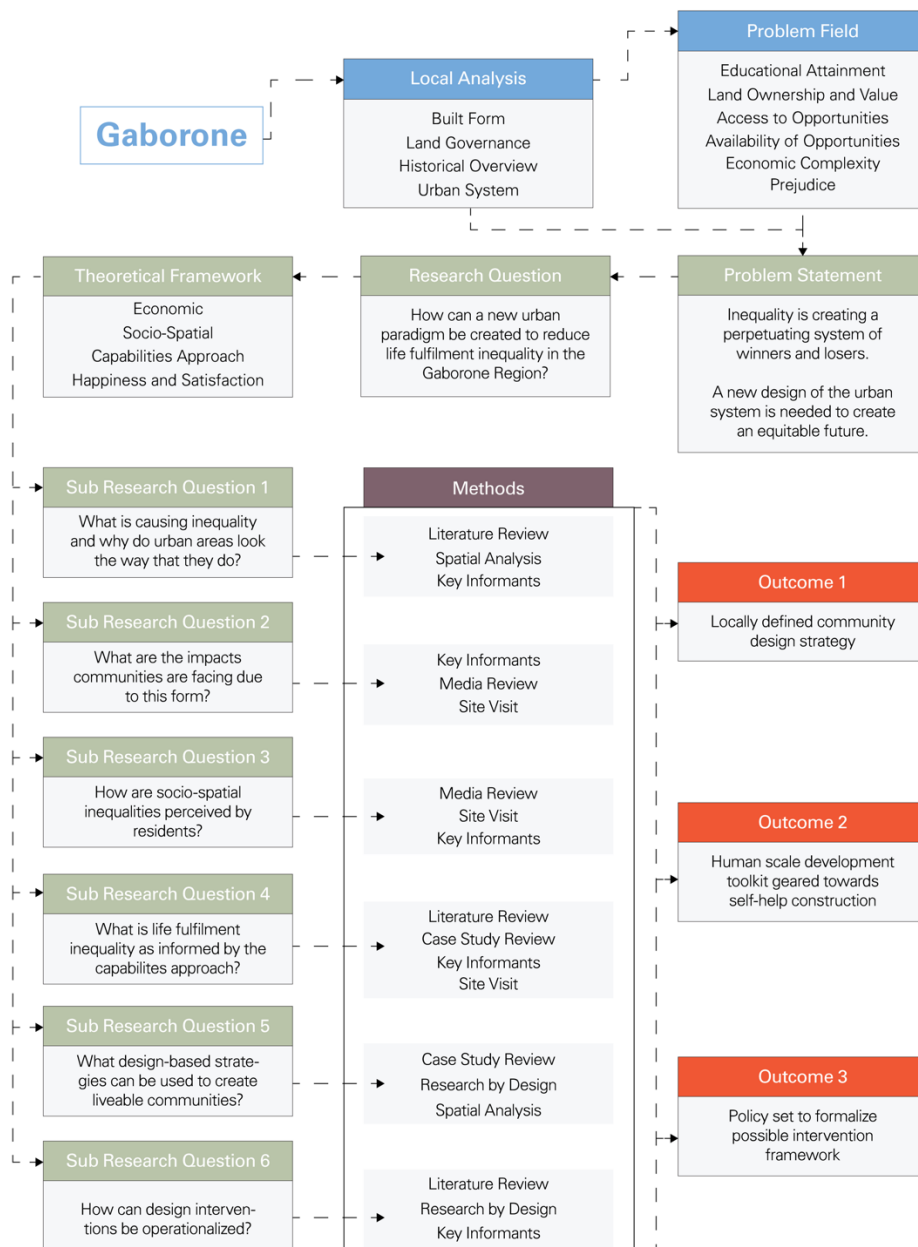 Gaborone
Local Analysis
Built Form
Land Governance
Historical Overview
Urban System
Problem Field
Educational Attainment
Land Ownership and Value
Access to Opportunities
Availability of Opportunities
Economic Complexity
Prejudice
Problem Statement
Inequality is creating a
perpetuating system of
winners and losers.
A new design of the urban
system is needed to create
an equitable future.
Research Question
How can a new urban
paradigm be created to reduce
life fulfilment inequality in the
Gaborone Region?
Theoretical Framework
Economic
Socio-Spatial
Capabilities Approach
Happiness and Satisfaction
Sub Research Question 1
What is causing inequality
and why do urban areas look
the way that they do?
Sub Research Question 2
What are the impacts
communities are facing due
to this form?
Sub Research Question 3
How are socio-spatial
inequalities perceived by
residents?
Sub Research Question 4
What is life fulfilment
inequality as informed by the
capabilites approach?
Sub Research Question 5
What design-based strate-
gies can be used to create
liveable communities?
Sub Research Question 6
How can design interven-
tions be operationalized?
Methods
Literature Review
Spatial Analysis
Key Informants
Key Informants
Media Review
Site Visit
Media Review
Site Visit
Key Informants
Literature Review
Case Study Review
Key Informants
Site Visit
Case Study Review
Research by Design
Spatial Analysis
Literature Review
Research by Design
Key Informants
Outcome 1
Locally defined community
design strategy
Outcome 2
Human scale development
toolkit geared towards
self-help construction
Outcome 3
Policy set to formalize
possible intervention
framework